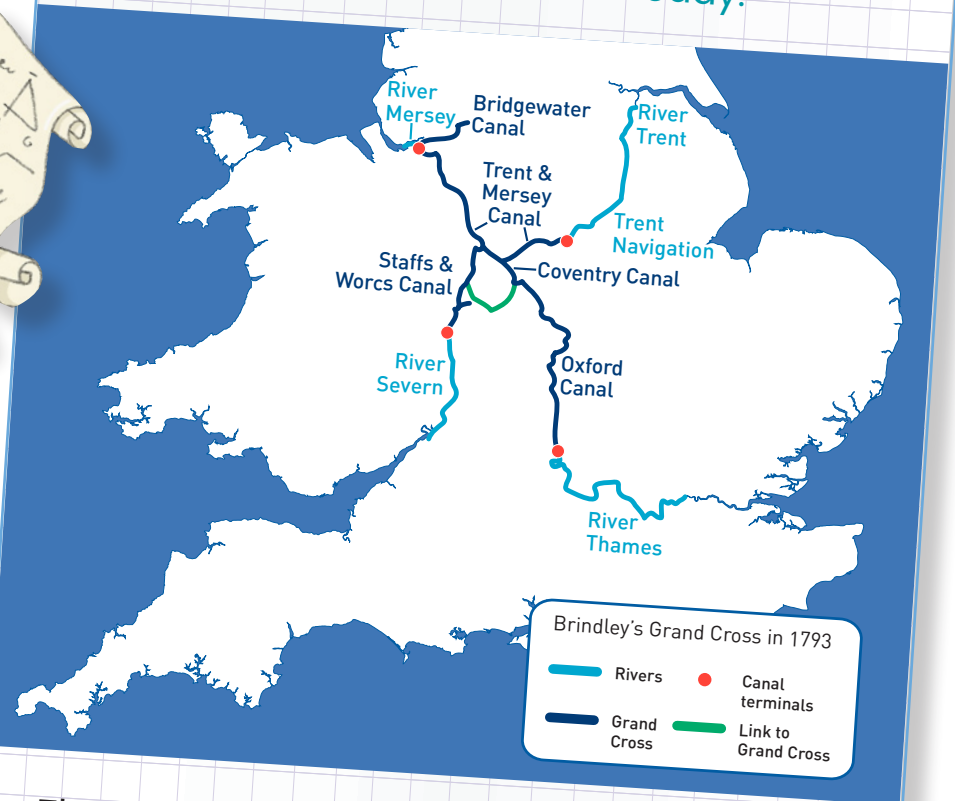 River
Mersey
Bridgewater
Canal
River
Trent
Trent &
Mersey
Canal
Trent
Navigation
Staffs &
Worcs Canal
Coventry Canal
River
Severn
Oxford
Canal
River
Thames
Brindley's Grand Cross in 1793
Rivers
Canal
terminals
Grand
Cross
Link to
Grand Cross